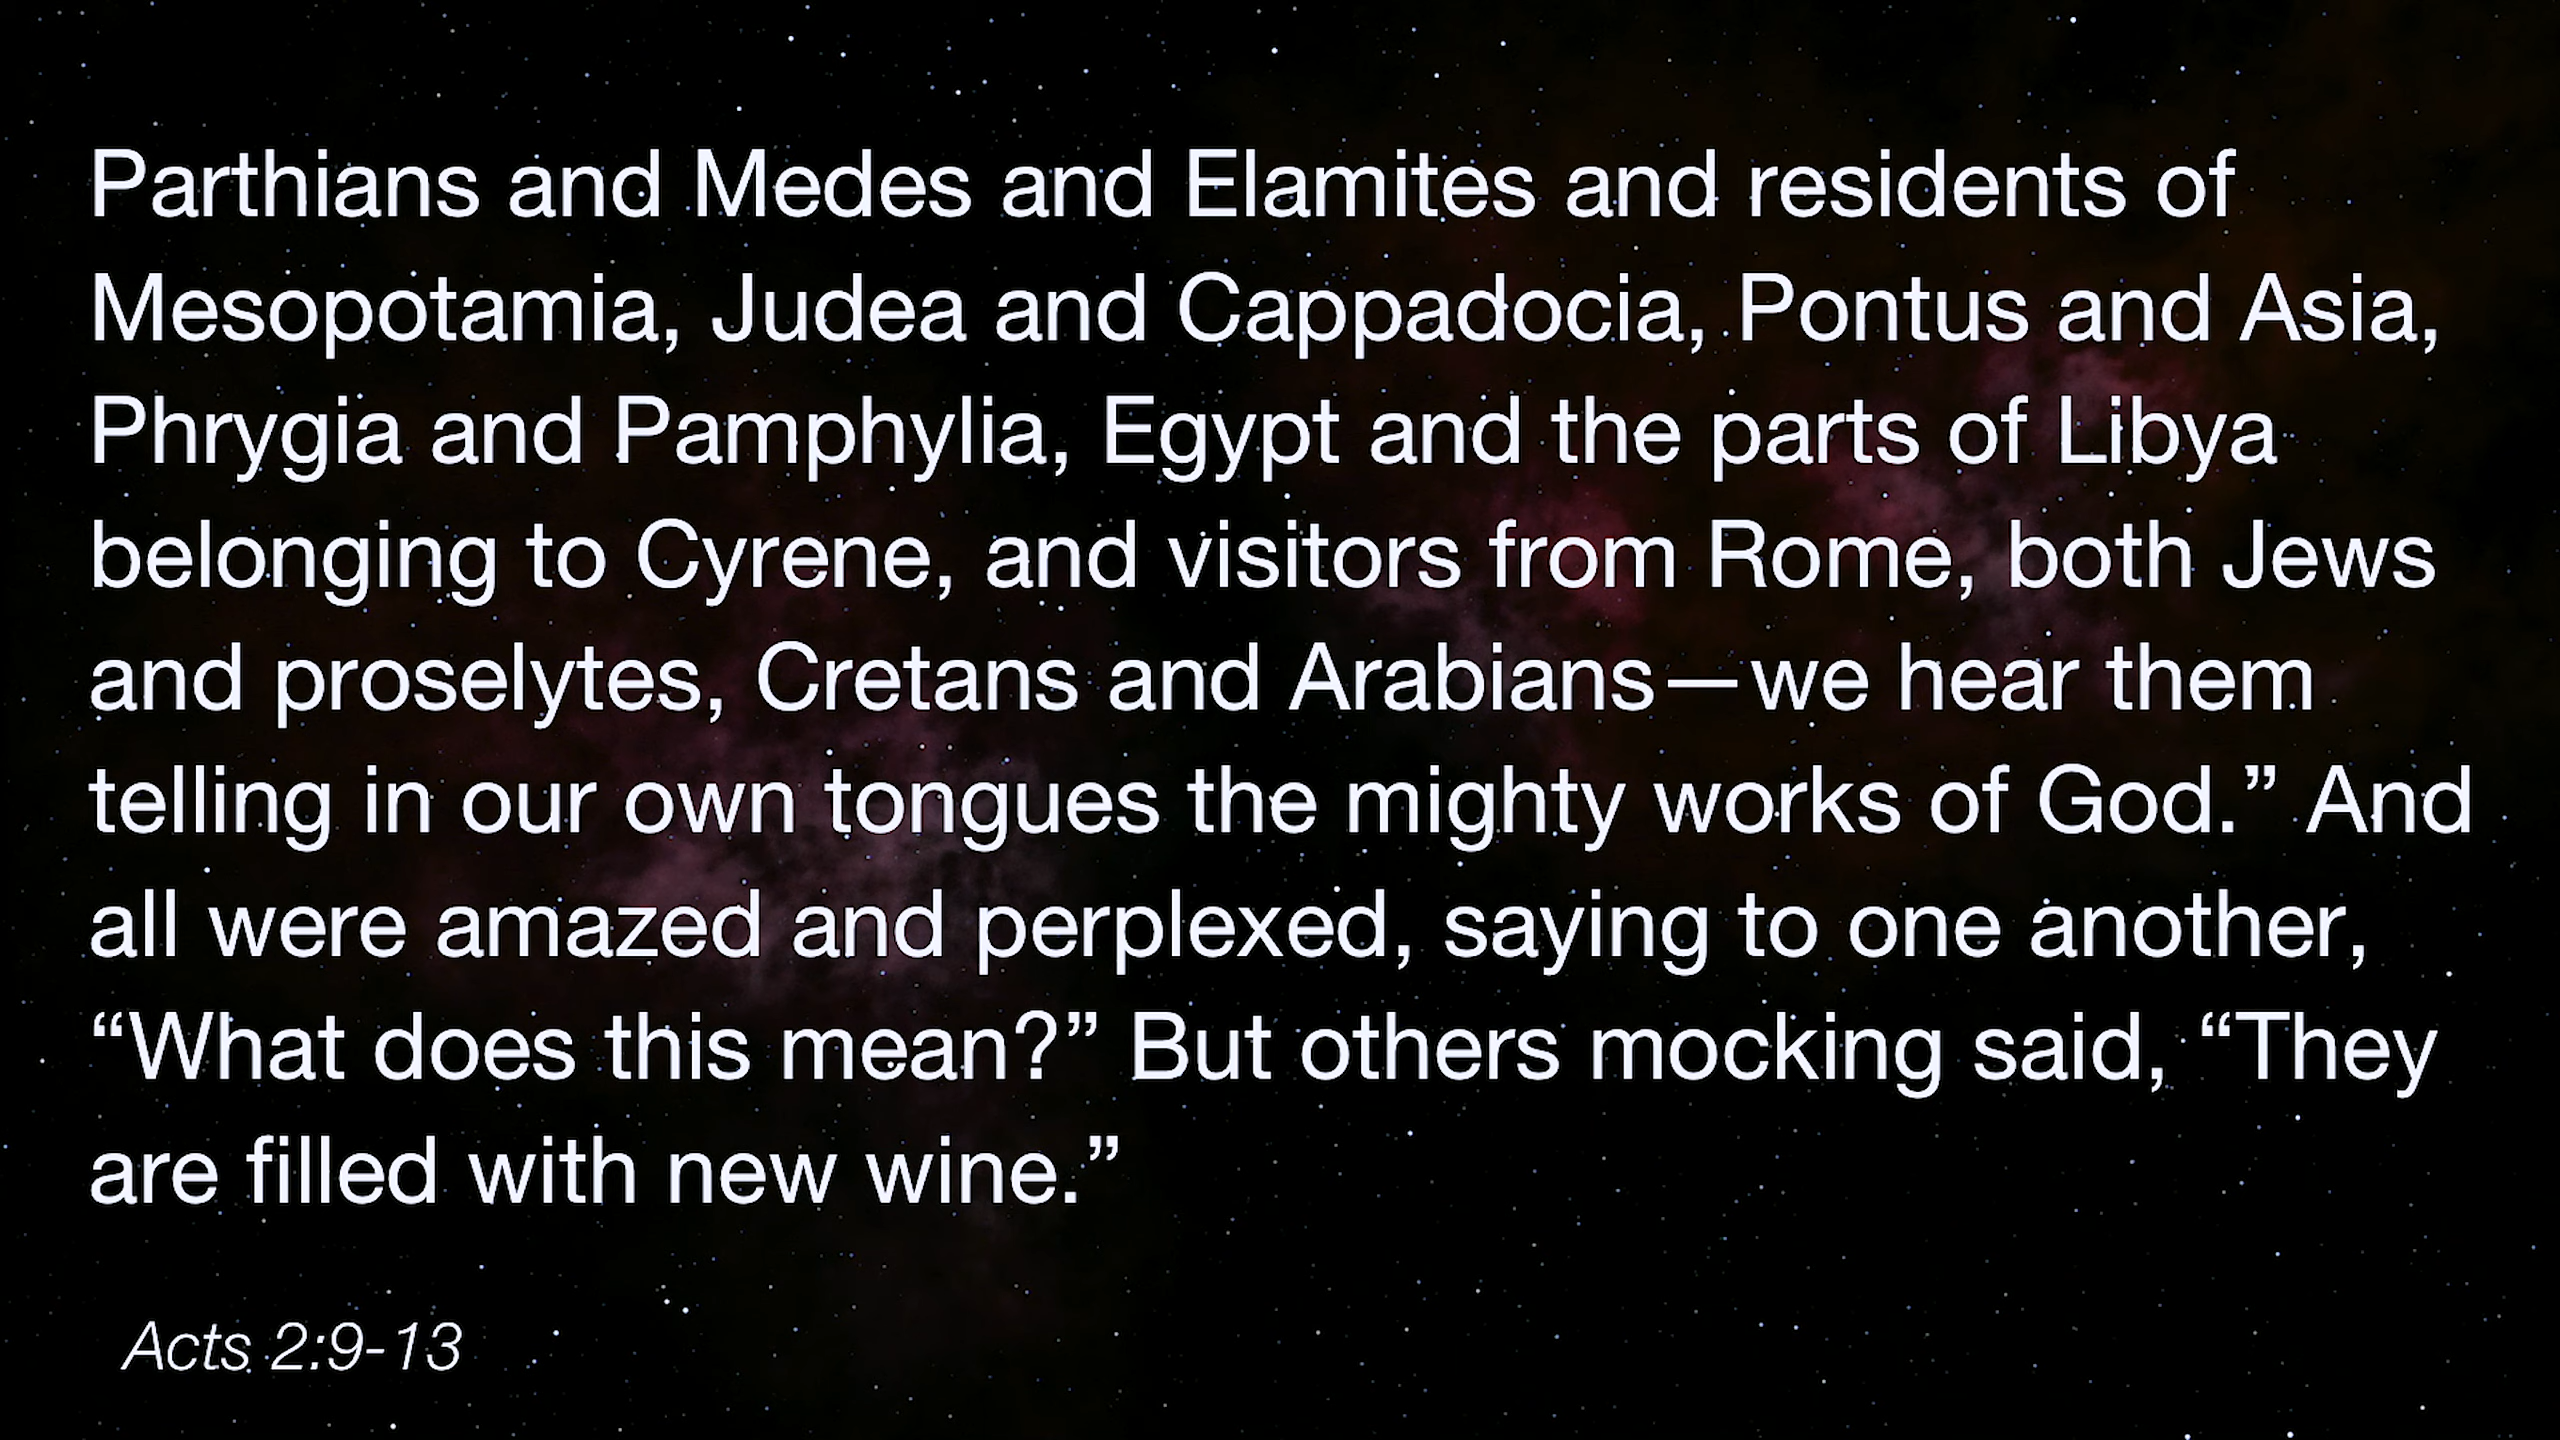 Parthians and Medes and Elamites and residents of
Mesopotamia, Judea and Cappadocia, Pontus and Asia,
Phrygia and Pamphylia, Egypt and the parts of Libya
belonging to Cyrene, and visitors from Rome, both Jews
and proselytes, Cretans and Arabians—we hear them
telling in our own tongues the mighty works of God.” And
all were amazed and perplexed, saying to one another,
“What does this mean?” But others mocking said, “They
are filled with new wine.”
Acts 2:9-13